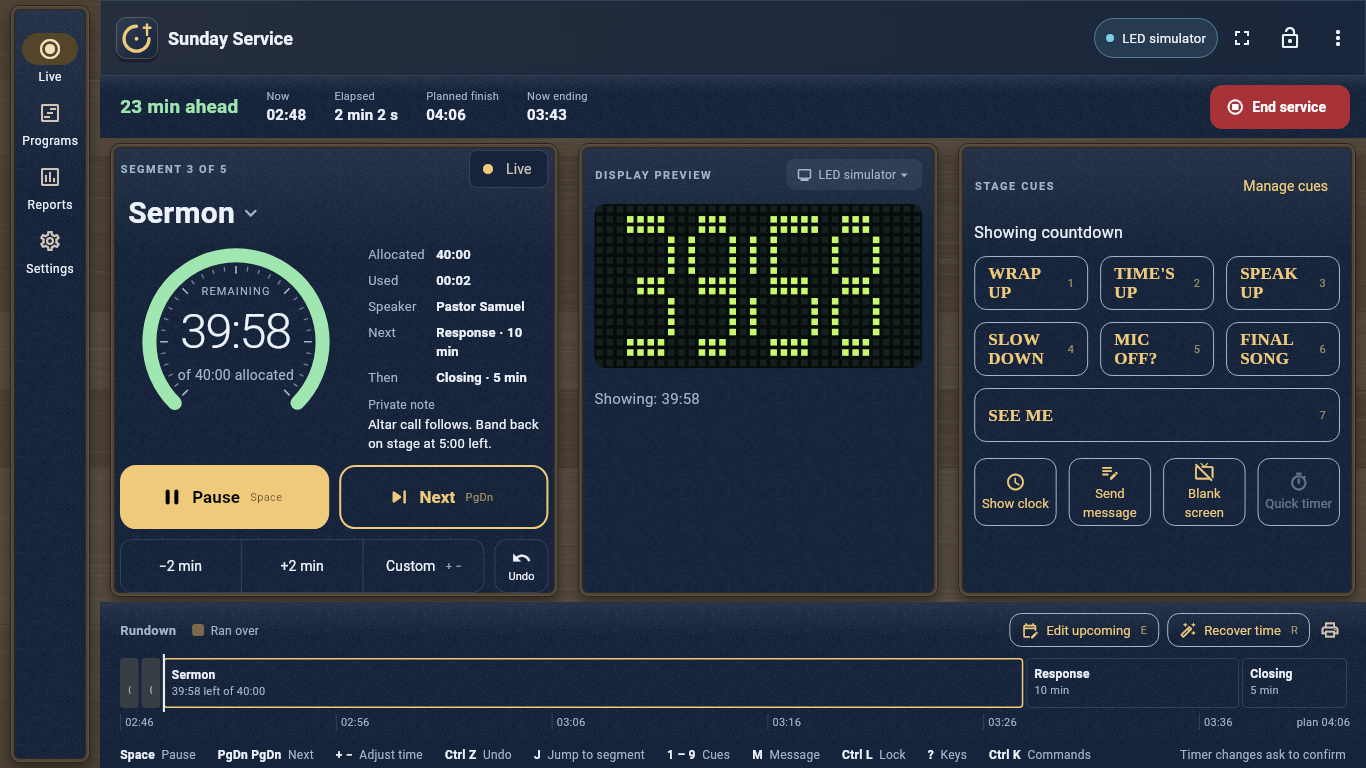 Sunday Service
LED simulator
Live
Programs
Reports
Settings
23 min ahead
Now
02:48
Elapsed
2 min 2 s
Planned finish
04:06
Now ending
03:43
End service
SEGMENT 3 OF 5
Live
Sermon
REMAINING
39:58
of 40:00 allocated
Allocated 40:00
Used 00:02
Speaker Pastor Samuel
Next Response · 10
min
Then Closing · 5 min
Private note
Altar call follows. Band back
on stage at 5:00 left.
Pause Space
Next PgDn
−2 min
+2 min
Custom + −
Undo
DISPLAY PREVIEW
LED simulator
39:58
Showing: 39:58
STAGE CUES
Manage cues
Showing countdown
WRAP
UP 1
TIME'S
UP 2
SPEAK
UP 3
SLOW
DOWN 4
MIC
OFF? 5
FINAL
SONG 6
SEE ME 7
Show clock
Send
message
Blank
screen
Quick timer
Rundown
Ran over
Edit upcoming E
Recover time R
Sermon
39:58 left of 40:00
Response
10 min
Closing
5 min
02:46 02:56 03:06 03:16 03:26 03:36 plan 04:06
Space Pause PgDn PgDn Next + − Adjust time Ctrl Z Undo J Jump to segment 1 – 9 Cues M Message Ctrl L Lock ? Keys Ctrl K Commands Timer changes ask to confirm